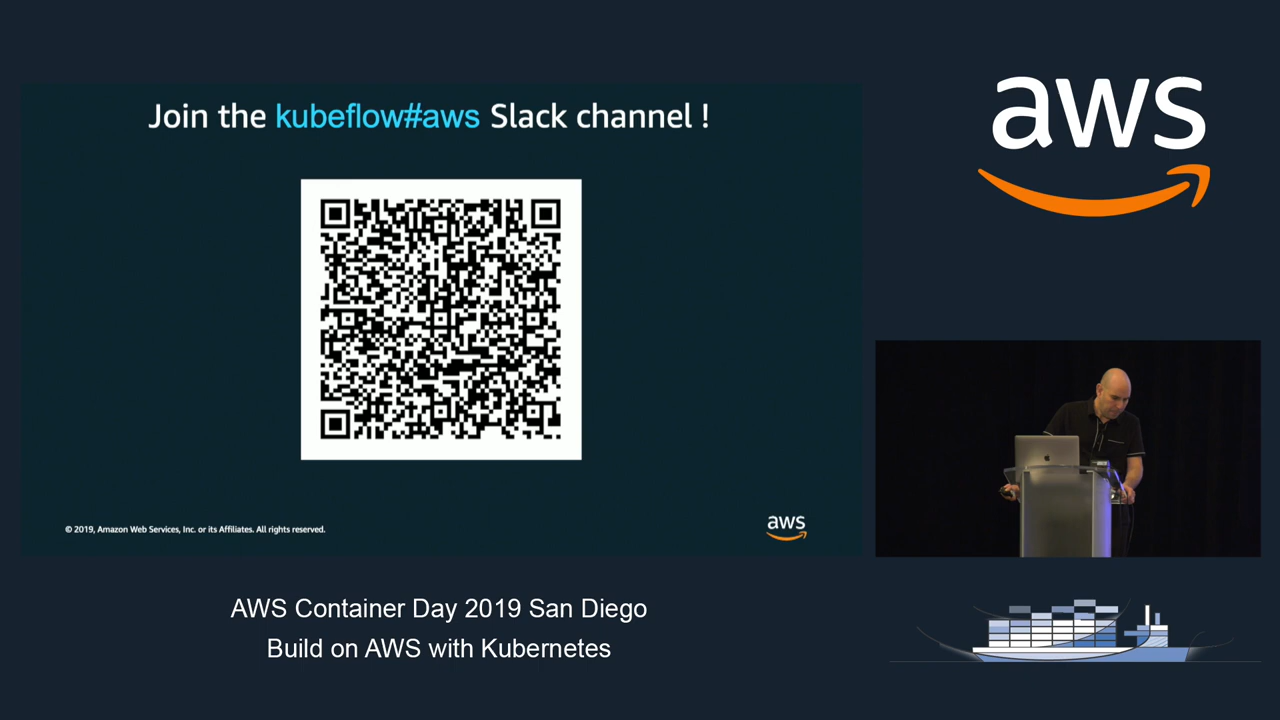 Join the kubeflow#aws Slack channel !
© 2019, Amazon Web Services, Inc. or its Affiliates. All rights reserved.
aws
aws
AWS Container Day 2019 San Diego
Build on AWS with Kubernetes